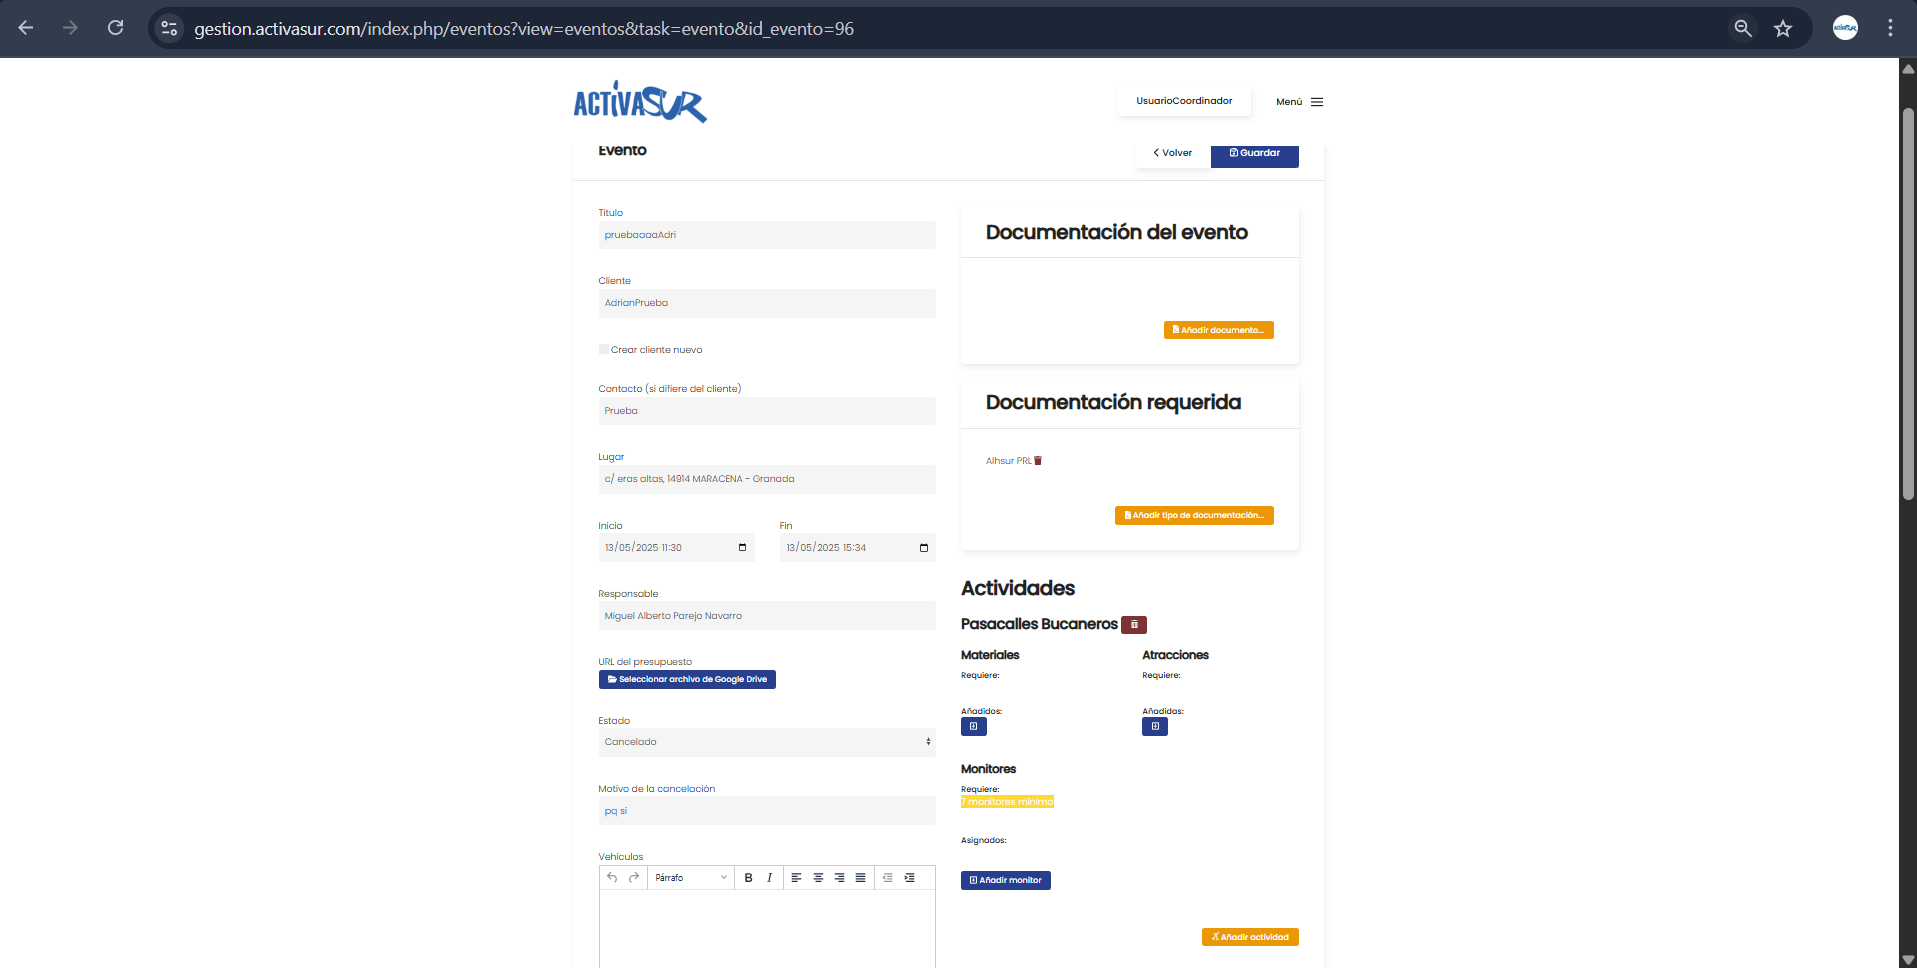 gestion.activasur.com/index.php/eventos?view=eventos&task=evento&id_evento=96
ACTIVASUR
UsuarioCoordinador
Menú
Evento
Volver
Guardar
Título
pruebaaaaAdri
Cliente
AdrianPrueba
Crear cliente nuevo
Contacto (si difiere del cliente)
Prueba
Lugar
c/ eras altas, 14914 MARACENA - Granada
Inicio
Fin
13/05/2025 11:30
13/05/2025 15:34
Responsable
Miguel Alberto Parejo Navarro
URL del presupuesto
Seleccionar archivo de Google Drive
Estado
Cancelado
Motivo de la cancelación
pq sí
Vehículos
Párrafo
B I
Documentación del evento
Añadir documento...
Documentación requerida
Alhsur PRL
Añadir tipo de documentación...
Actividades
Pasacalles Bucaneros
Materiales
Atracciones
Requiere:
Requiere:
Añadidos:
Añadidas:
Monitores
Requiere:
7 monitores mínimo
Asignados:
Añadir monitor
Añadir actividad